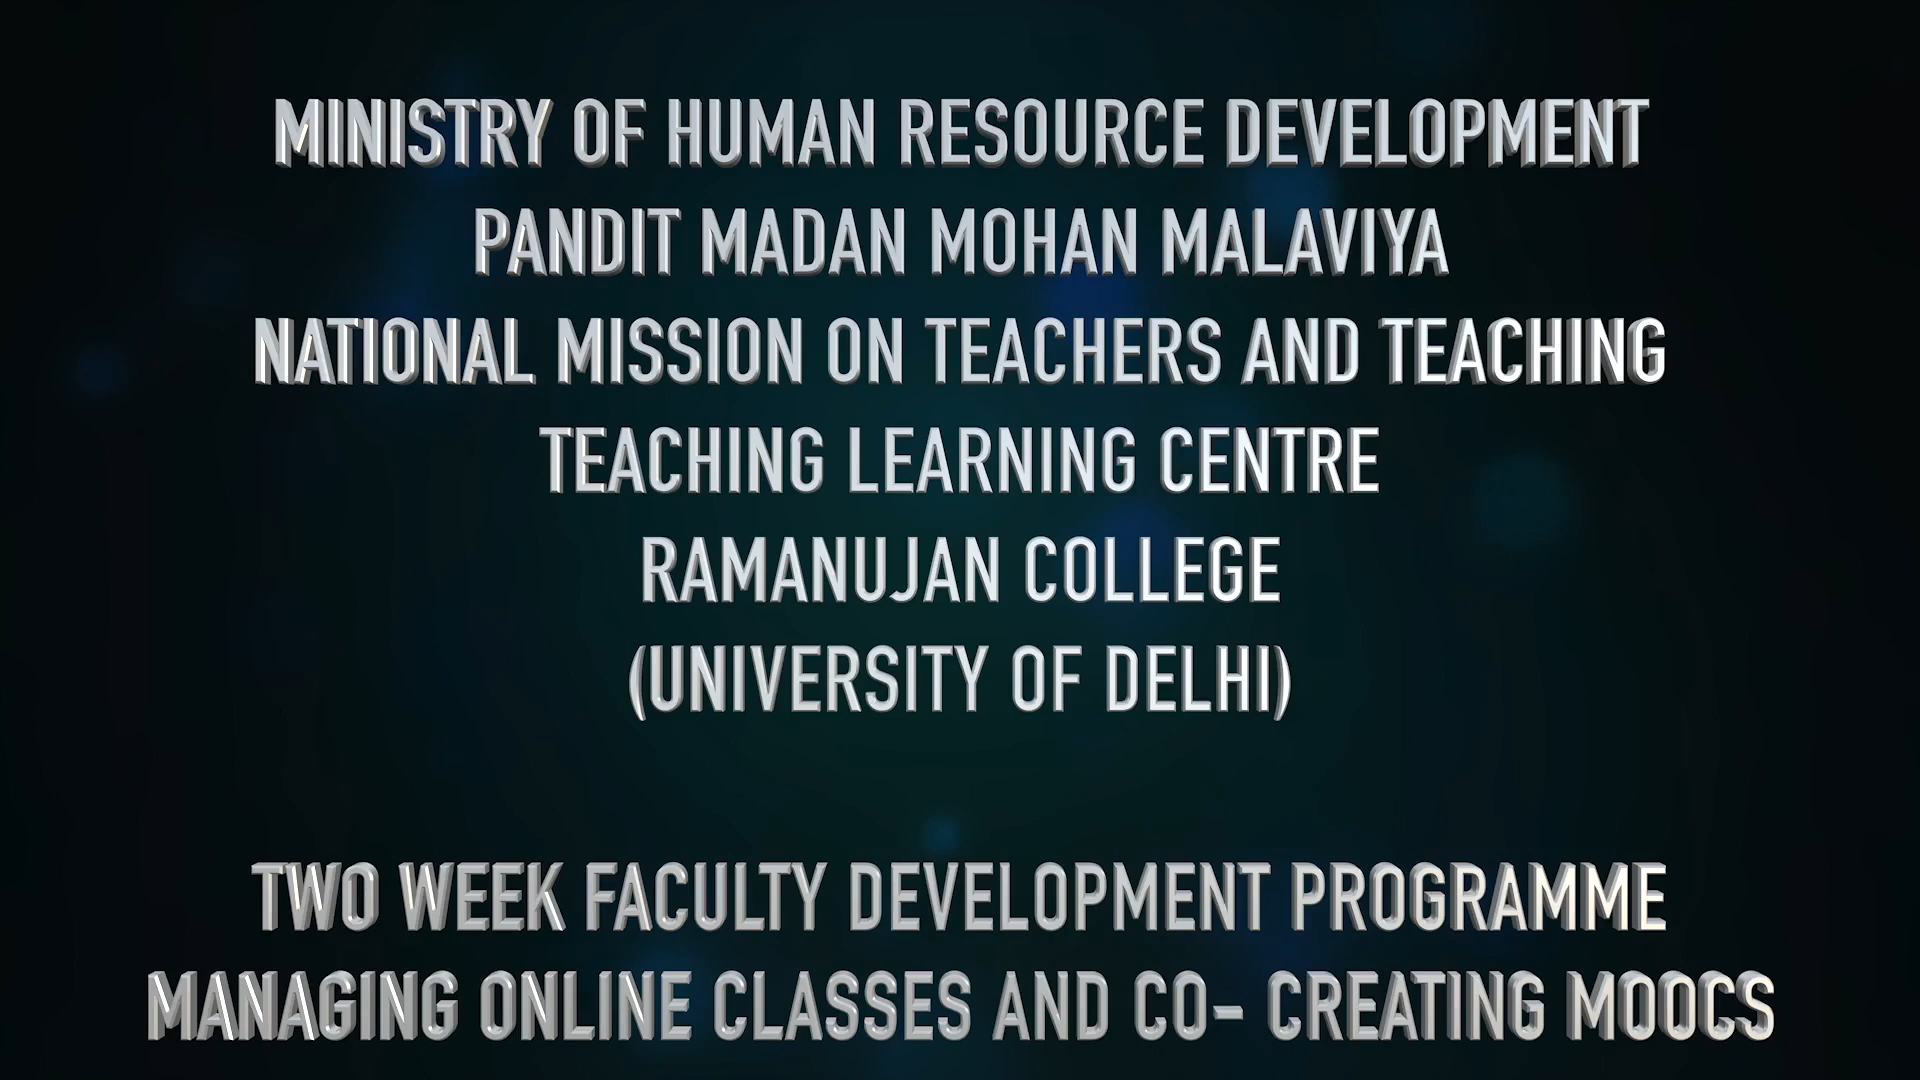 MINISTRY OF HUMAN RESOURCE DEVELOPMENT
PANDIT MADAN MOHAN MALAVIYA
NATIONAL MISSION ON TEACHERS AND TEACHING
TEACHING LEARNING CENTRE
RAMANUJAN COLLEGE
(UNIVERSITY OF DELHI)
TWO WEEK FACULTY DEVELOPMENT PROGRAMME
MANAGING ONLINE CLASSES AND CO- CREATING MOOCS